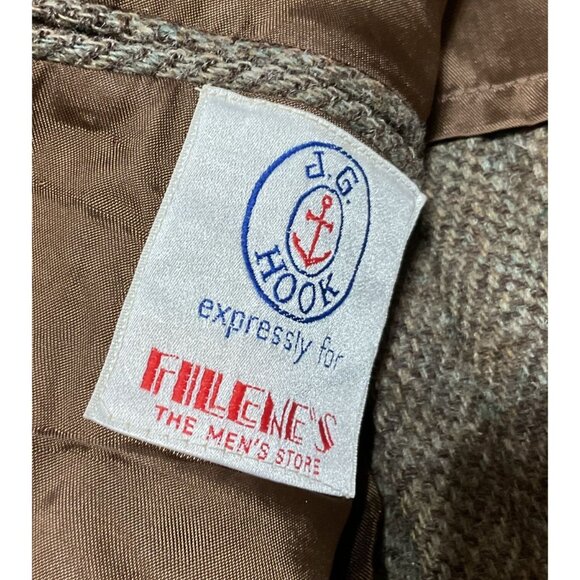 J.G.
HOOK
expressly for
FILENE'S
THE MEN'S STORE